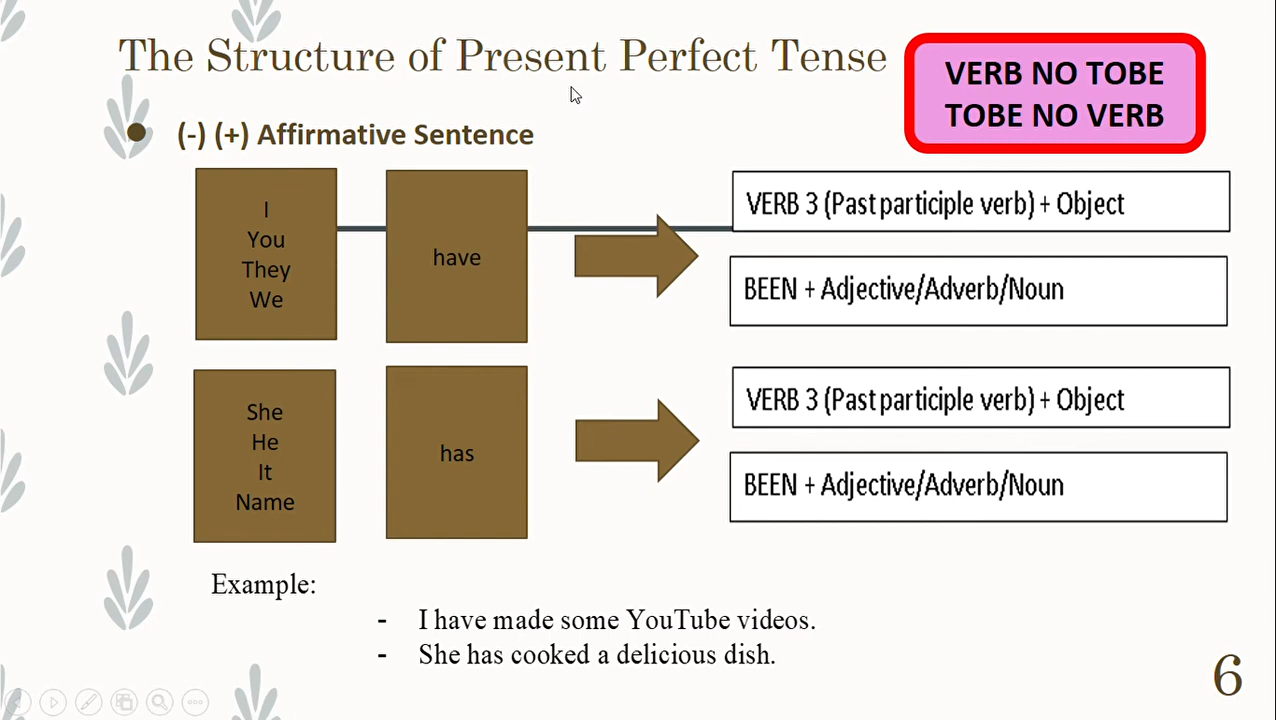 The Structure of Present Perfect Tense
VERB NO TOBE
TOBE NO VERB
(-) (+) Affirmative Sentence
I
You
They
We
have
VERB 3 (Past participle verb) + Object
BEEN + Adjective/Adverb/Noun
She
He
It
Name
has
VERB 3 (Past participle verb) + Object
BEEN + Adjective/Adverb/Noun
Example:
- I have made some YouTube videos.
- She has cooked a delicious dish.
6